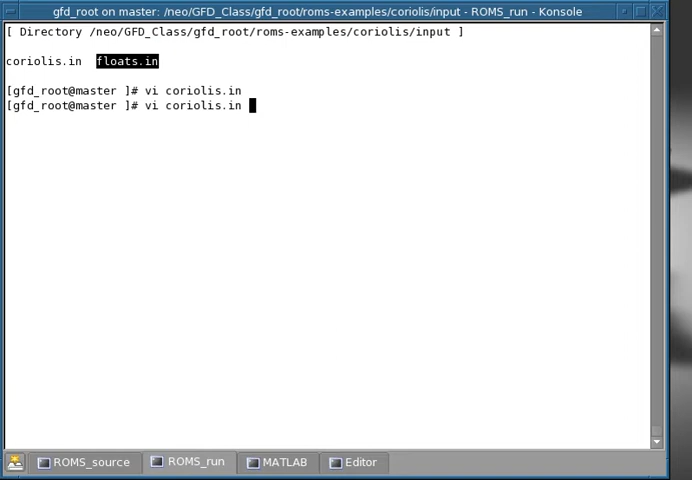 gfd_root on master: /neo/GFD_Class/gfd_root/roms-examples/coriolis/input - ROMS_run - Konsole
[ Directory /neo/GFD_Class/gfd_root/roms-examples/coriolis/input ]
coriolis.in floats.in
[gfd_root@master ]# vi coriolis.in
[gfd_root@master ]# vi coriolis.in
ROMS_source ROMS_run MATLAB Editor